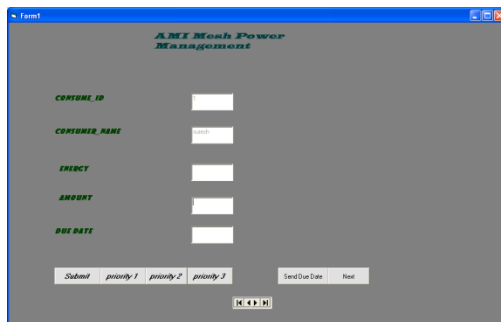 Form1
AMI Mesh Power
Management
CONSUME_ID
1
CONSUMER_NAME
ENERGY
AMOUNT
DUE DATE
Submit priority 1 priority 2 priority 3 Send Due Date Next